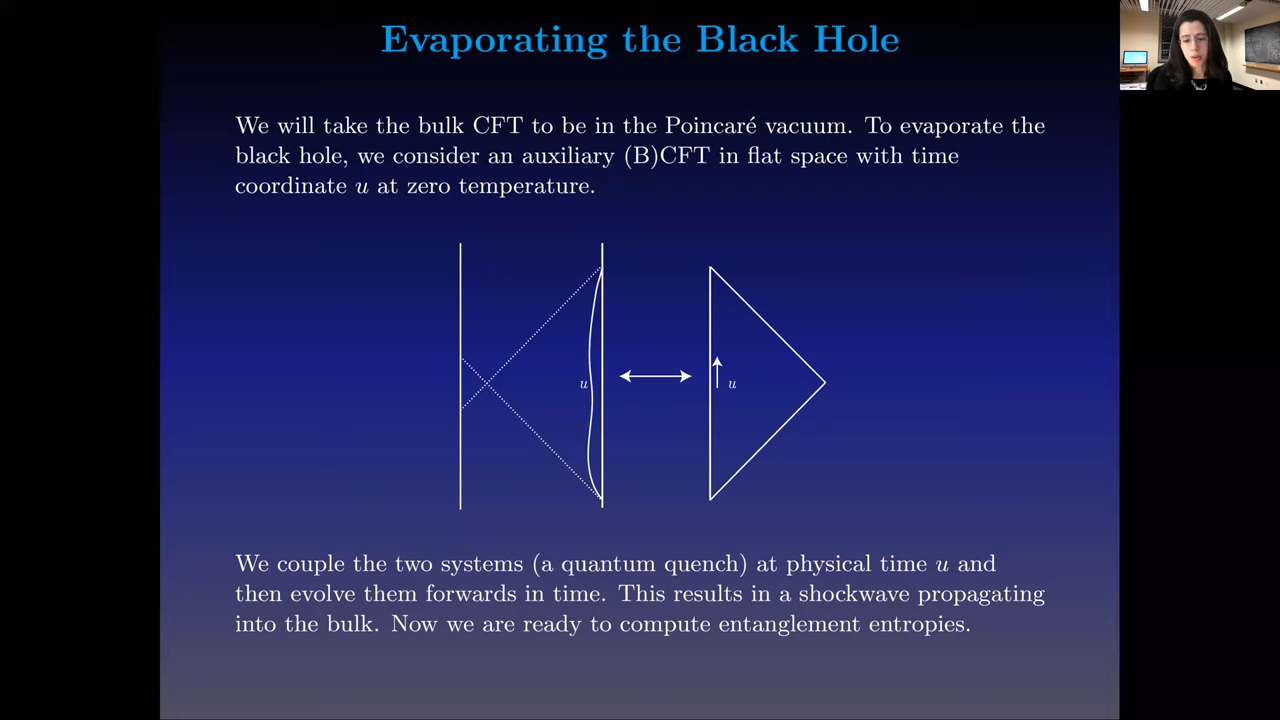 Evaporating the Black Hole
We will take the bulk CFT to be in the Poincaré vacuum. To evaporate the
black hole, we consider an auxiliary (B)CFT in flat space with time
coordinate u at zero temperature.
u
u
We couple the two systems (a quantum quench) at physical time u and
then evolve them forwards in time. This results in a shockwave propagating
into the bulk. Now we are ready to compute entanglement entropies.